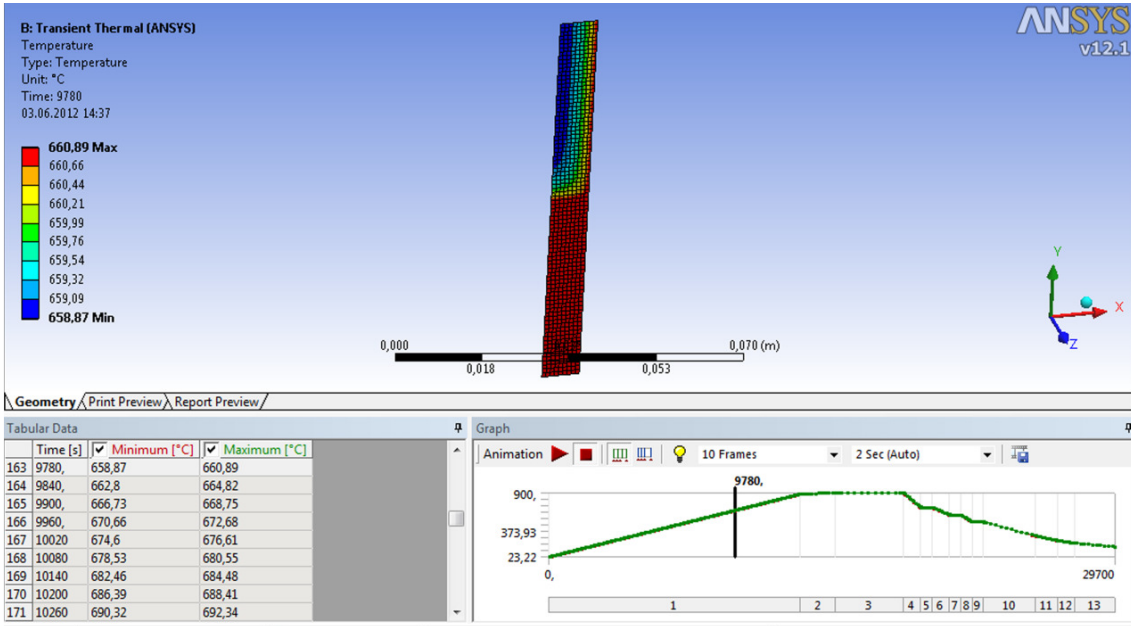 B: Transient Thermal (ANSYS)
Temperature
Type: Temperature
Unit: °C
Time: 9780
03.06.2012 14:37
660,89 Max
660,66
660,44
660,21
659,99
659,76
659,54
659,32
659,09
658,87 Min
ANSYS
v12.1
Y
X
Z
0,000
0,070 (m)
0,018
0,053
Geometry Print Preview Report Preview
Tabular Data
Time [s] Minimum [°C] Maximum [°C]
163 9780, 658,87 660,89
164 9840, 662,8 664,82
165 9900, 666,73 668,75
166 9960, 670,66 672,68
167 10020 674,6 676,61
168 10080 678,53 680,55
169 10140 682,46 684,48
170 10200 686,39 688,41
171 10260 690,32 692,34
Graph
Animation 10 Frames 2 Sec (Auto)
9780,
900,
373,93
23,22
0, 29700
1 2 3 4 5 6 7 8 9 10 11 12 13